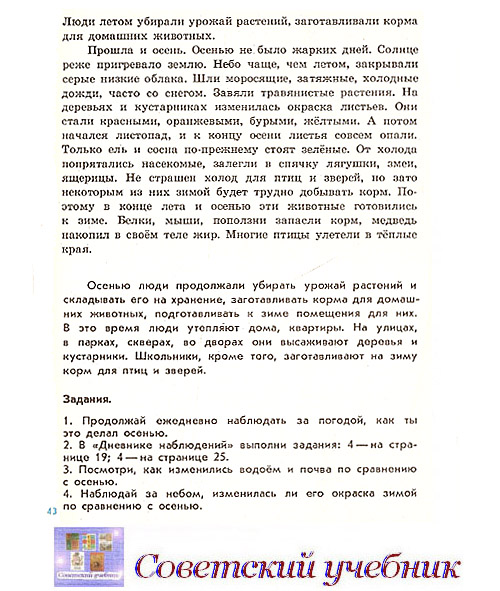 Люди летом убирали урожай растений, заготавливали корма
для домашних животных.
Прошла и осень. Осенью не было жарких дней. Солнце
реже пригревало землю. Небо чаще, чем летом, закрывали
серые низкие облака. Шли моросящие, затяжные, холодные
дожди, часто со снегом. Завяли травянистые растения. На
деревьях и кустарниках изменилась окраска листьев. Они
стали красными, оранжевыми, бурыми, жёлтыми. А потом
начался листопад, и к концу осени листья совсем опали.
Только ель и сосна по-прежнему стоят зелёные. От холода
попрятались насекомые, залегли в спячку лягушки, змеи,
ящерицы. Не страшен холод для птиц и зверей, но зато
некоторым из них зимой будет трудно добывать корм. По-
этому в конце лета и осенью эти животные готовились
к зиме. Белки, мыши, поползни запасли корм, медведь
накопил в своём теле жир. Многие птицы улетели в тёплые
края.
Осенью люди продолжали убирать урожай растений и
складывать его на хранение, заготавливать корма для домаш-
них животных, подготавливать к зиме помещения для них.
В это время люди утепляют дома, квартиры. На улицах,
в парках, скверах, во дворах они высаживают деревья и
кустарники. Школьники, кроме того, заготавливают на зиму
корм для птиц и зверей.
Задания.
1. Продолжай ежедневно наблюдать за погодой, как ты
это делал осенью.
2. В «Дневнике наблюдений» выполни задания: 4—на стра-
нице 19; 4—на странице 25.
3. Посмотри, как изменились водоём и почва по сравнению
с осенью.
4. Наблюдай за небом, изменилась ли его окраска зимой
по сравнению с осенью.
43
Советский учебник
Советский учебник